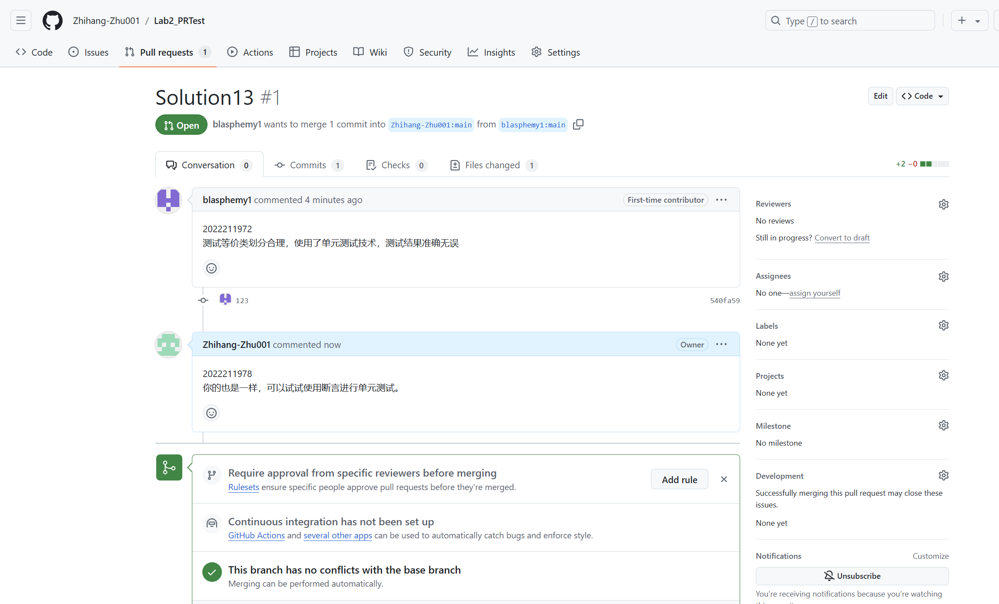 Zhihang-Zhu001 / Lab2_PRTest
Type / to search
Code
Issues
Pull requests 1
Actions
Projects
Wiki
Security
Insights
Settings
Solution13 #1
Edit
Code
Open
blasphemy1 wants to merge 1 commit into Zhihang-Zhu001:main from blasphemy1:main
Conversation 0
Commits 1
Checks 0
Files changed 1
+2 −0
blasphemy1 commented 4 minutes ago
First-time contributor
2022211972
测试等价类划分合理，使用了单元测试技术，测试结果准确无误
123
540fa59
Zhihang-Zhu001 commented now
Owner
2022211978
你的也是一样，可以试试使用断言进行单元测试。
Require approval from specific reviewers before merging
Rulesets ensure specific people approve pull requests before they're merged.
Add rule
Continuous integration has not been set up
GitHub Actions and several other apps can be used to automatically catch bugs and enforce style.
This branch has no conflicts with the base branch
Merging can be performed automatically.
Reviewers
No reviews
Still in progress? Convert to draft
Assignees
No one—assign yourself
Labels
None yet
Projects
None yet
Milestone
No milestone
Development
Successfully merging this pull request may close these
issues.
None yet
Notifications
Customize
Unsubscribe
You’re receiving notifications because you’re watching